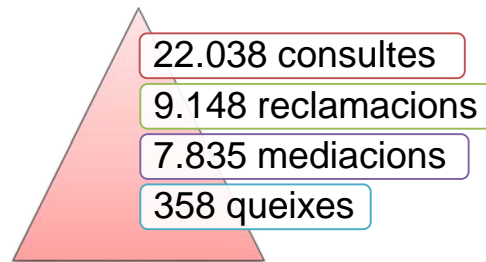 22.038 consultes
9.148 reclamacions
7.835 mediacions
358 queixes